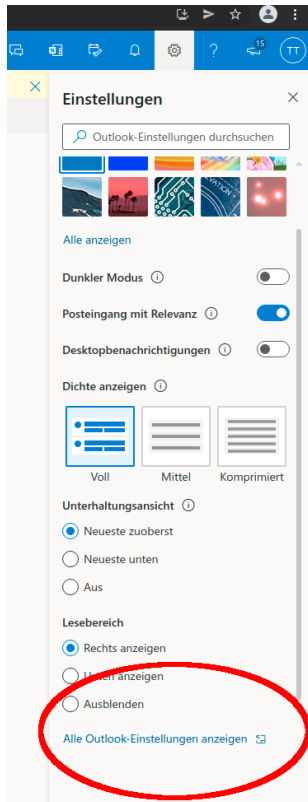 15
TT
Einstellungen
Outlook-Einstellungen durchsuchen
Alle anzeigen
Dunkler Modus
Posteingang mit Relevanz
Desktopbenachrichtigungen
Dichte anzeigen
Voll Mittel Komprimiert
Unterhaltungsansicht
Neueste zuoberst
Neueste unten
Aus
Lesebereich
Rechts anzeigen
Unten anzeigen
Ausblenden
Alle Outlook-Einstellungen anzeigen